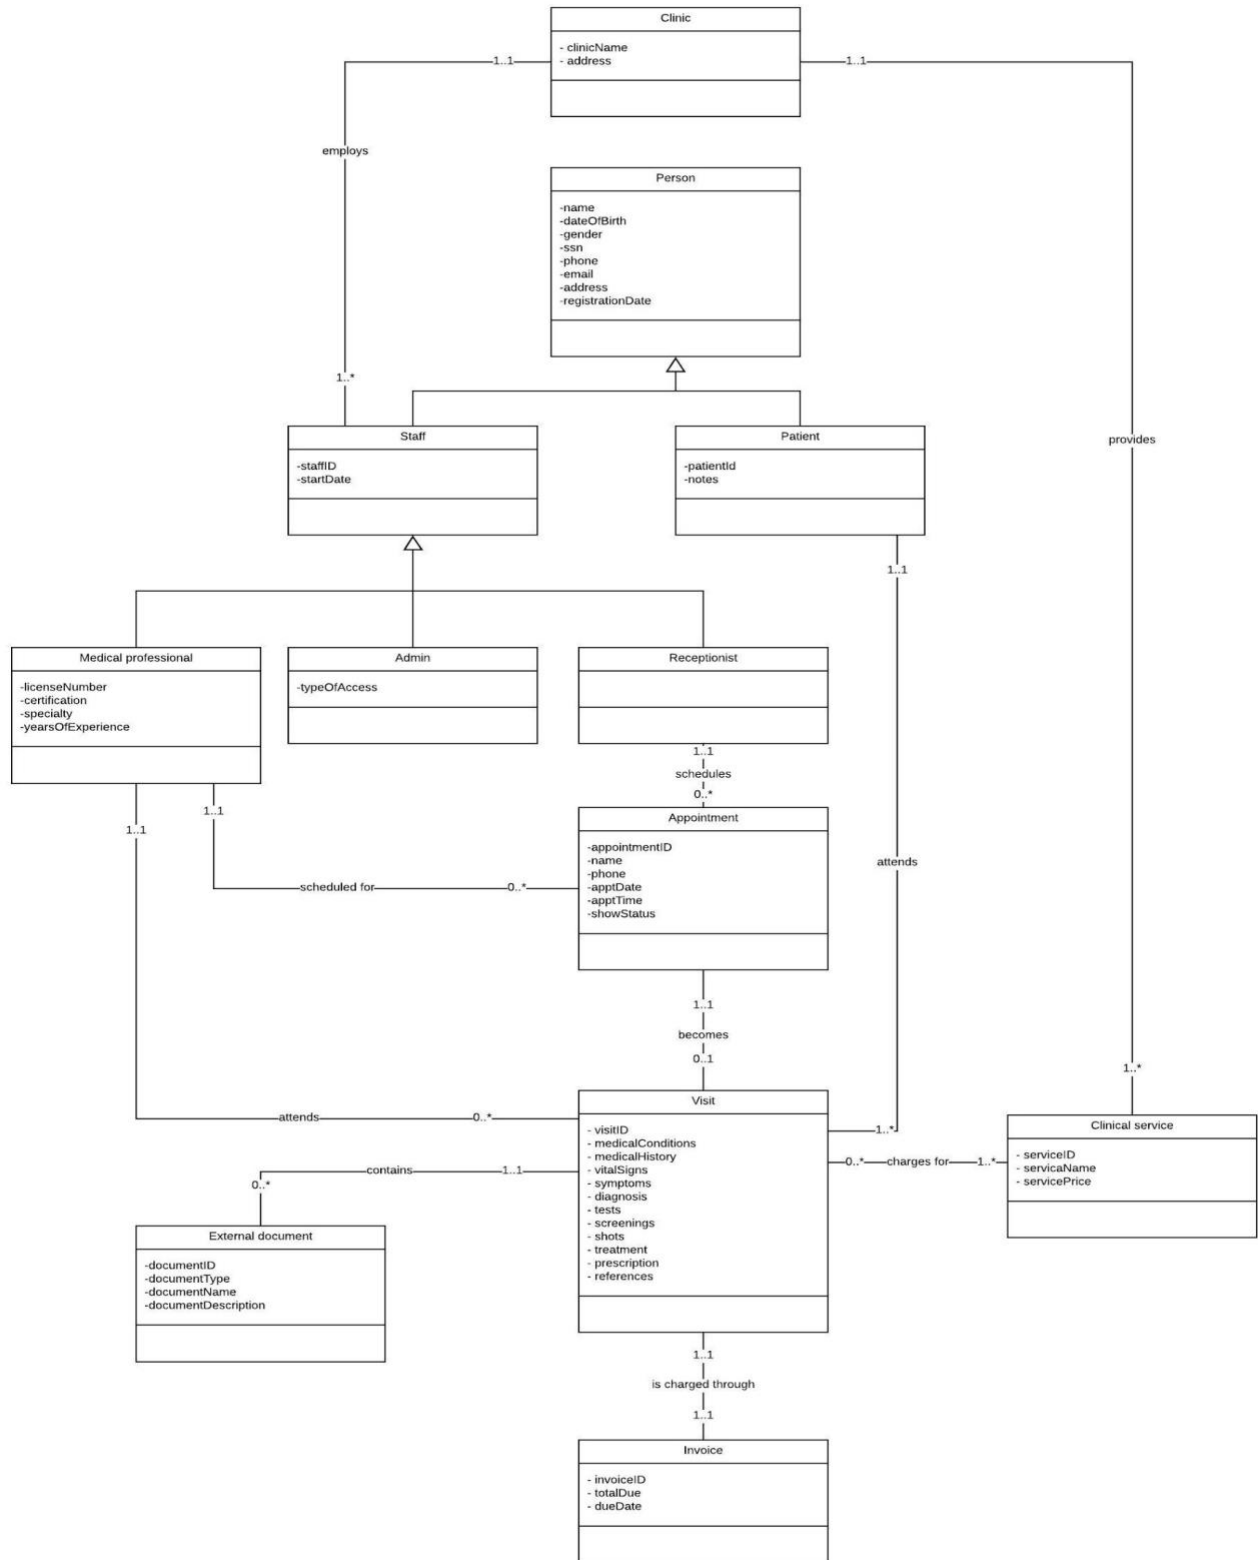 Clinic
- clinicName
- address
1..1
1..1
employs
Person
-name
-dateOfBirth
-gender
-ssn
-phone
-email
-address
-registrationDate
1..*
Staff
-staffID
-startDate
Patient
-patientId
-notes
provides
1..1
Medical professional
-licenseNumber
-certification
-specialty
-yearsOfExperience
Admin
-typeOfAccess
Receptionist
1..1
schedules
0..*
1..1
1..1
Appointment
-appointmentID
-name
-phone
-apptDate
-apptTime
-showStatus
scheduled for
0..*
attends
1..1
becomes
0..1
1..*
attends
0..*
Visit
- visitID
- medicalConditions
- medicalHistory
- vitalSigns
- symptoms
- diagnosis
- tests
- screenings
- shots
- treatment
- prescription
- references
1..*
0..*
charges for
1..*
Clinical service
- serviceID
- servicaName
- servicePrice
contains
1..1
0..*
External document
-documentID
-documentType
-documentName
-documentDescription
1..1
is charged through
1..1
Invoice
- invoiceID
- totalDue
- dueDate